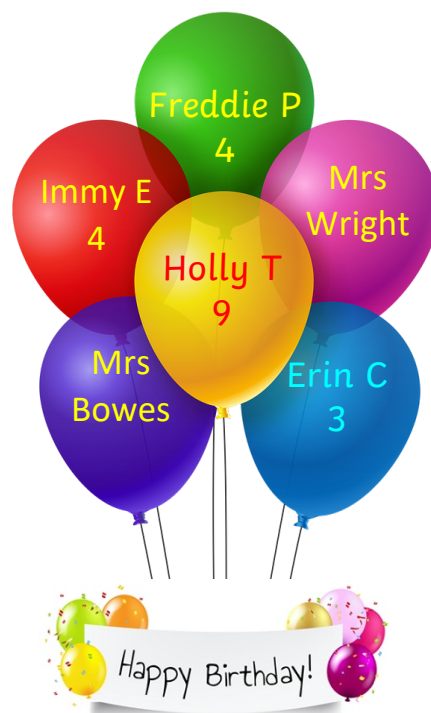 Freddie P
4
Immy E
4
Mrs
Wright
Holly T
9
Mrs
Bowes
Erin C
3
Happy Birthday!